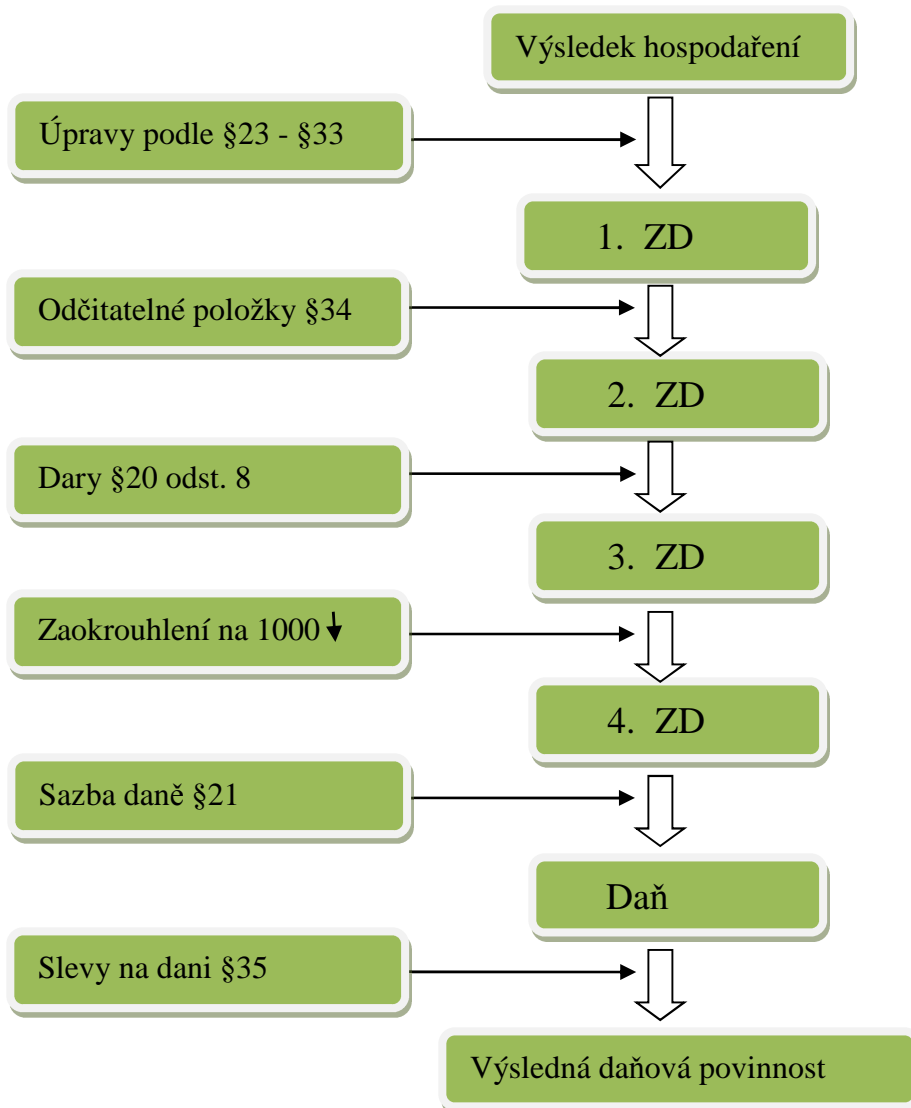 Výsledek hospodaření
Úpravy podle §23 - §33
1. ZD
Odčitatelné položky §34
2. ZD
Dary §20 odst. 8
3. ZD
Zaokrouhlení na 1000
4. ZD
Sazba daně §21
Daň
Slevy na dani §35
Výsledná daňová povinnost